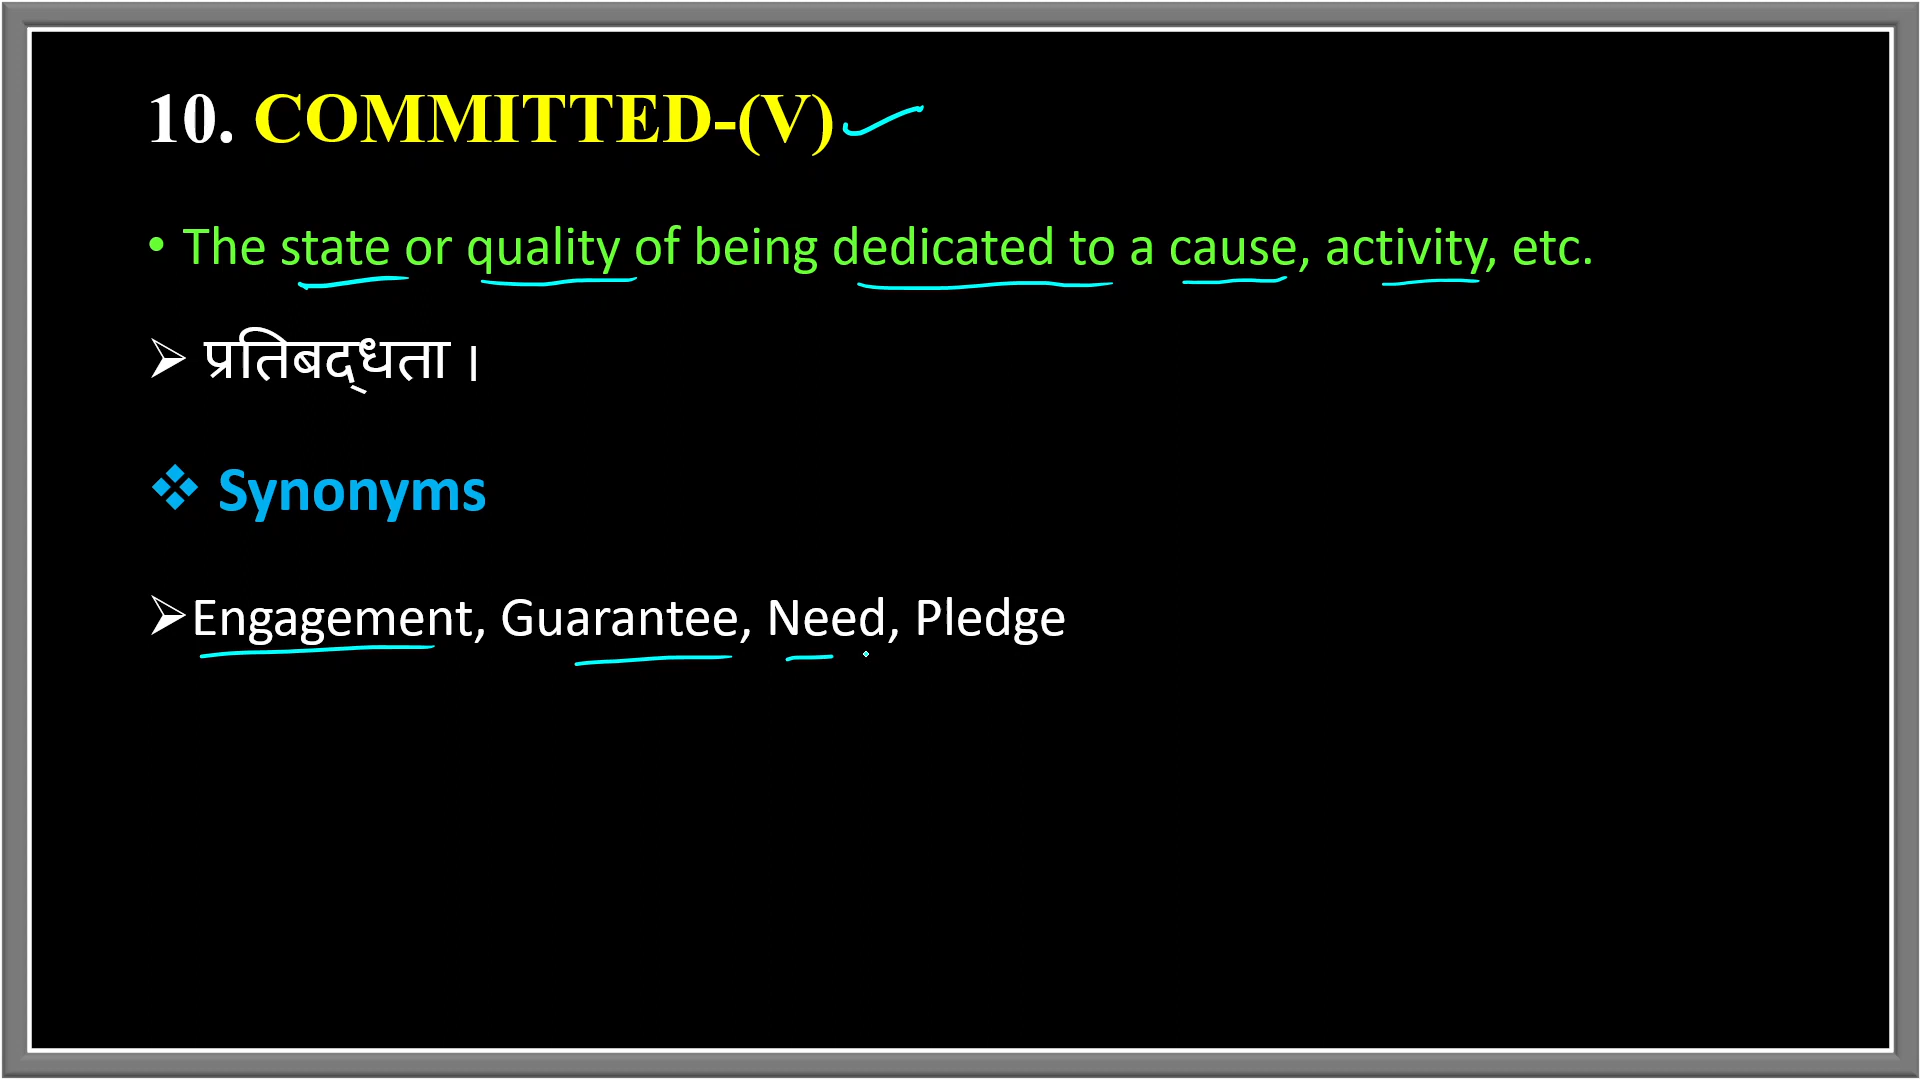 10. COMMITTED-(V)
• The state or quality of being dedicated to a cause, activity, etc.
➢ प्रतिबद्धता ।
❖ Synonyms
➢Engagement, Guarantee, Need, Pledge